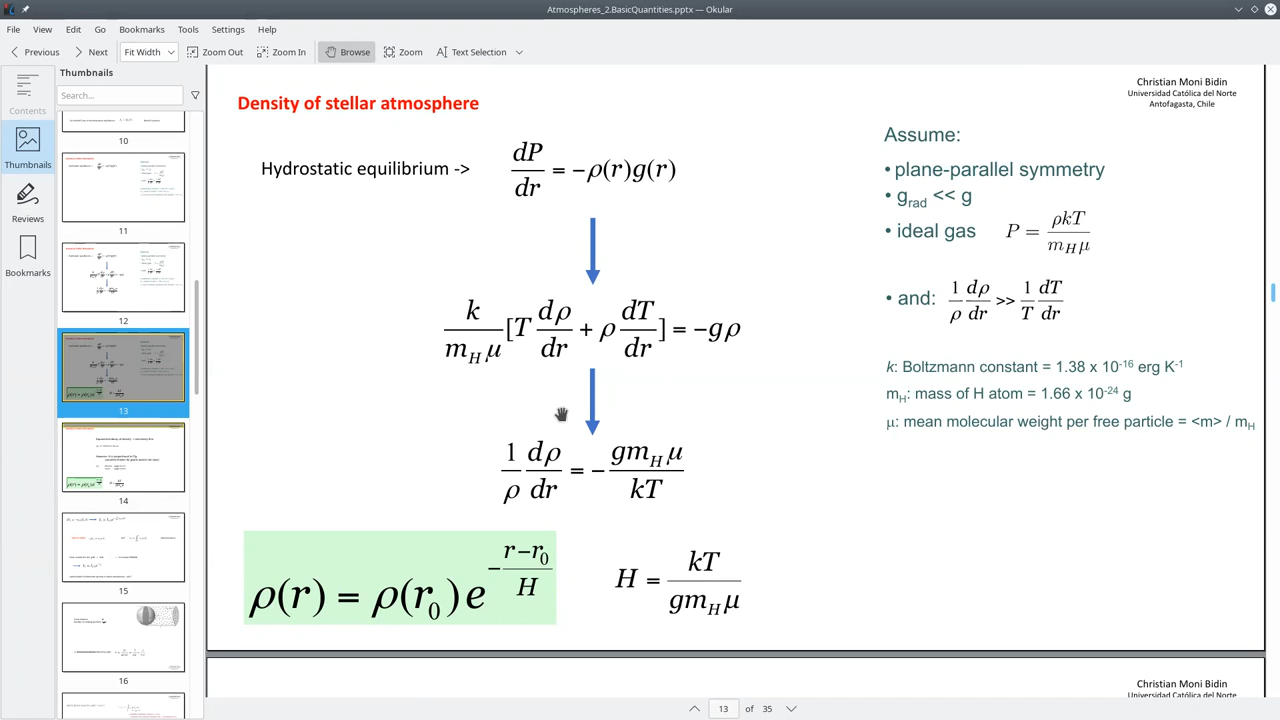 Atmospheres_2.BasicQuantities.pptx — Okular
File View Edit Go Bookmarks Tools Settings Help
Previous Next Fit Width Zoom Out Zoom In Browse Zoom Text Selection
Thumbnails
Search...
Contents
Thumbnails
Reviews
Bookmarks
10
11
12
13
14
15
16
Christian Moni Bidin
Universidad Católica del Norte
Antofagasta, Chile
Density of stellar atmosphere
Hydrostatic equilibrium -> dP/dr = −ρ(r)g(r)
k/(m_H μ) [T dρ/dr + ρ dT/dr] = −gρ
1/ρ dρ/dr = − g m_H μ / kT
ρ(r) = ρ(r₀) e^(−(r−r₀)/H)
H = kT / (g m_H μ)
Assume:
• plane-parallel symmetry
• g_rad << g
• ideal gas P = ρkT / (m_H μ)
• and: 1/ρ dρ/dr >> 1/T dT/dr
k: Boltzmann constant = 1.38 x 10⁻¹⁶ erg K⁻¹
m_H: mass of H atom = 1.66 x 10⁻²⁴ g
μ: mean molecular weight per free particle = <m> / m_H
Christian Moni Bidin
Universidad Católica del Norte
13 of 35